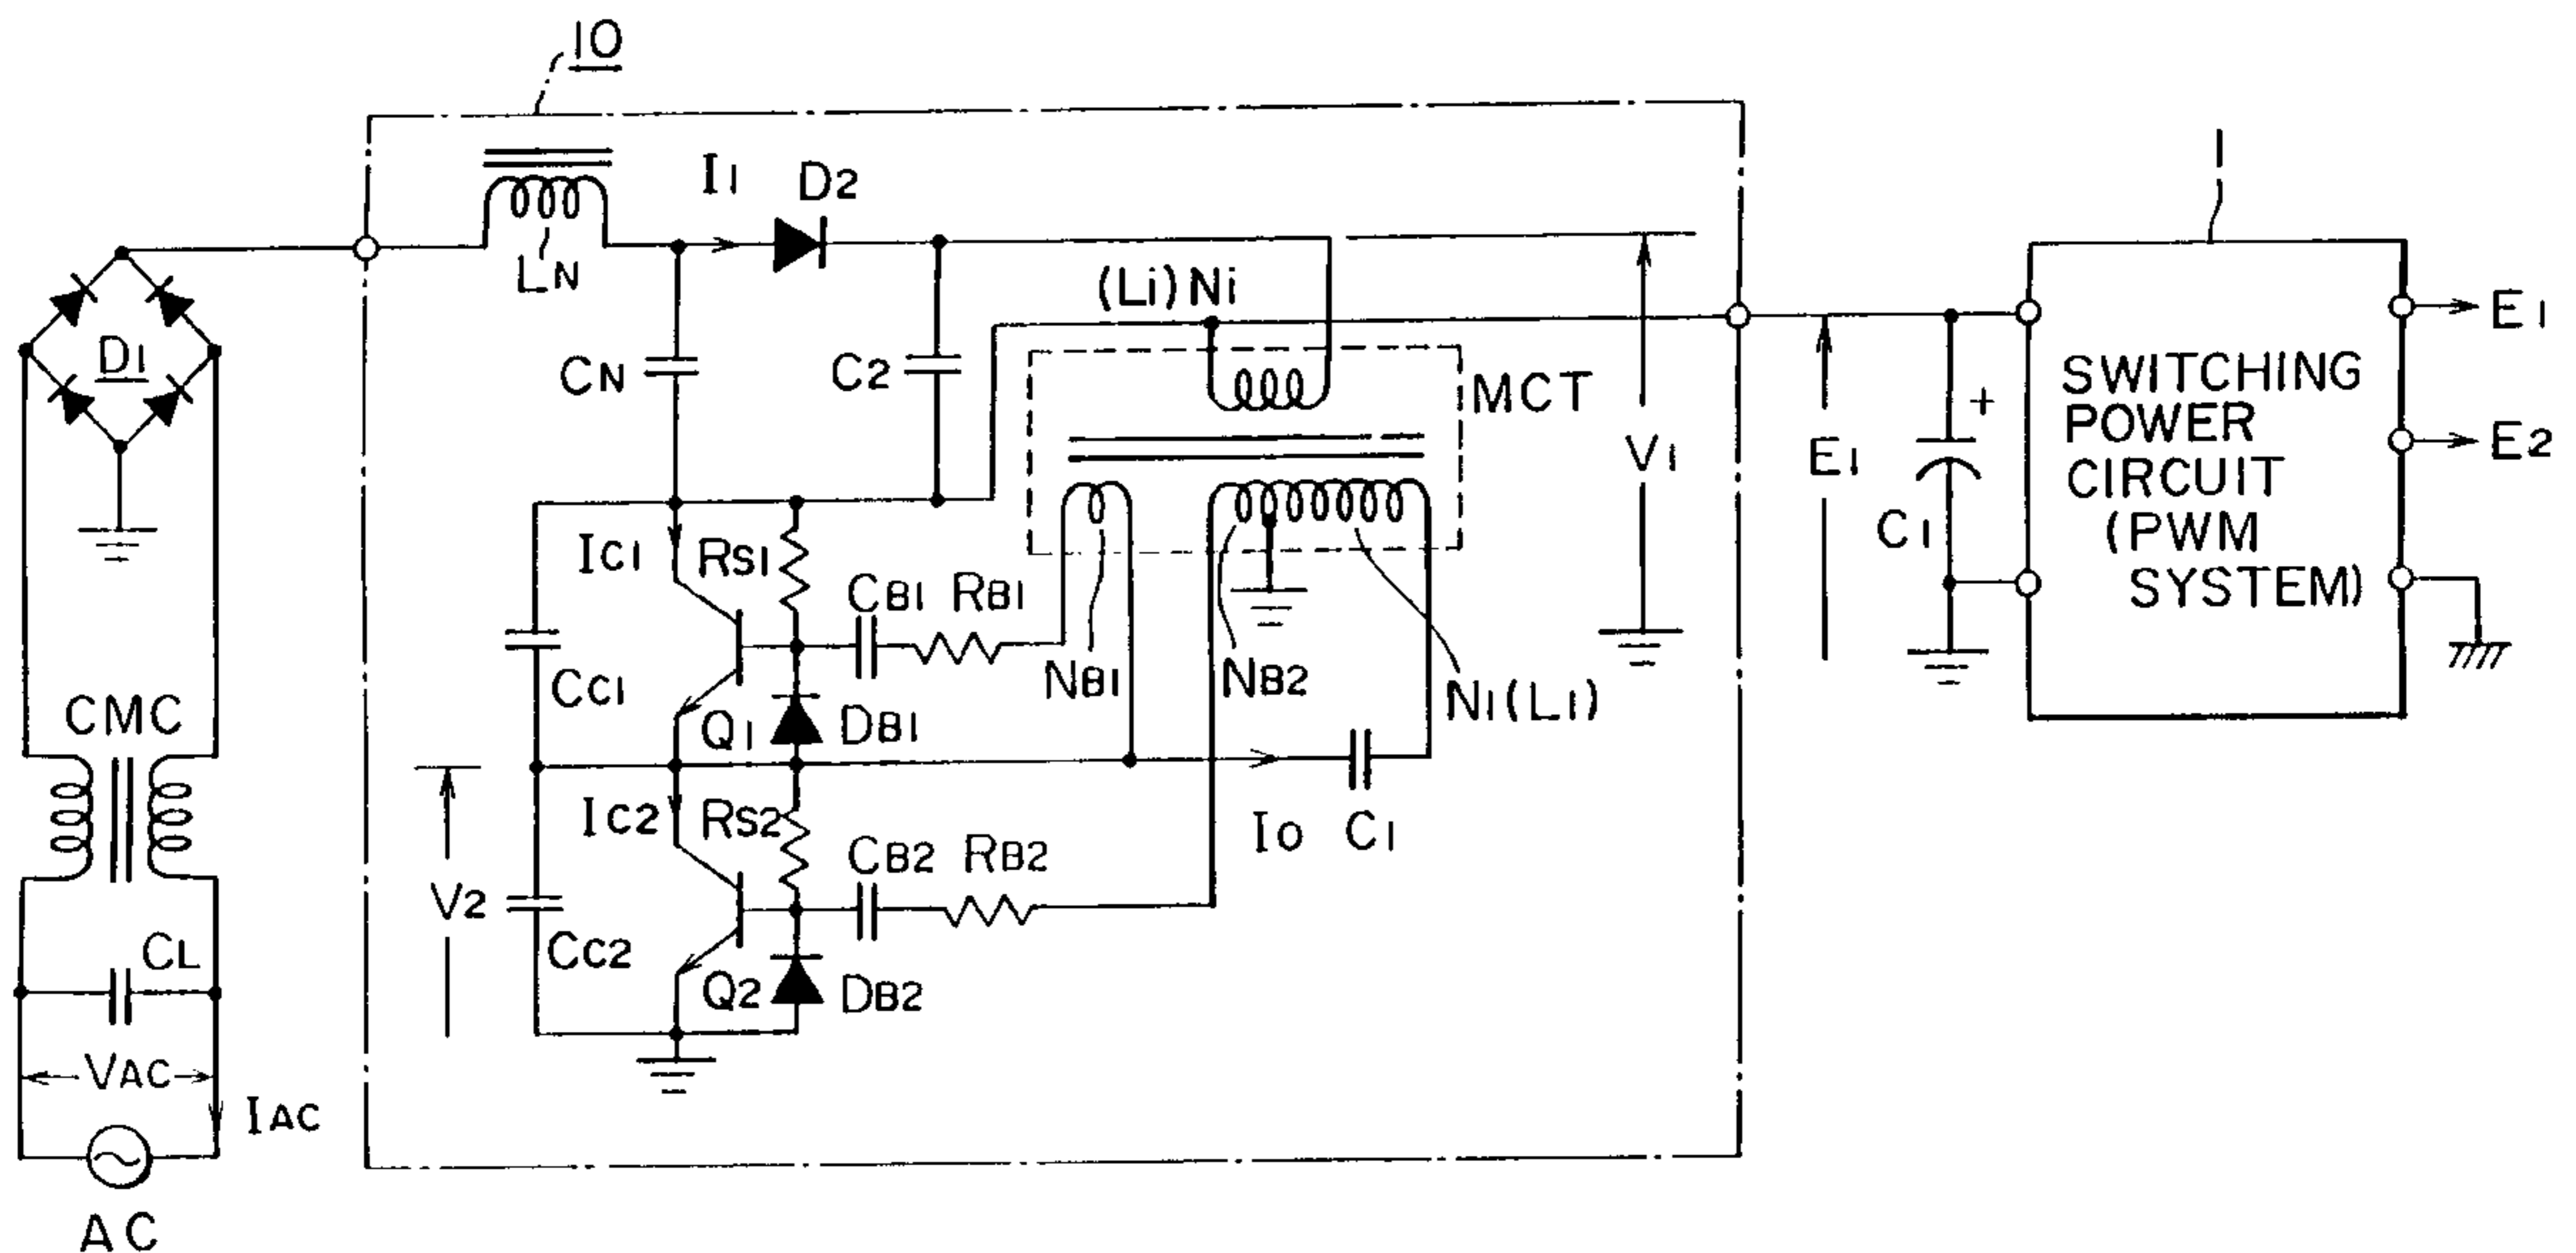 10
I1
D2
LN
(Li) Ni
1
E1
D1
CN
C2
MCT
V1
E1
+
C1
SWITCHING
POWER
CIRCUIT
(PWM
SYSTEM)
E2
IC1
RS1
CB1
RB1
NB1
NB2
N1(L1)
CC1
Q1
DB1
CMC
IC2
RS2
CB2
RB2
IO
C1
V2
CL
CC2
Q2
DB2
VAC
IAC
AC